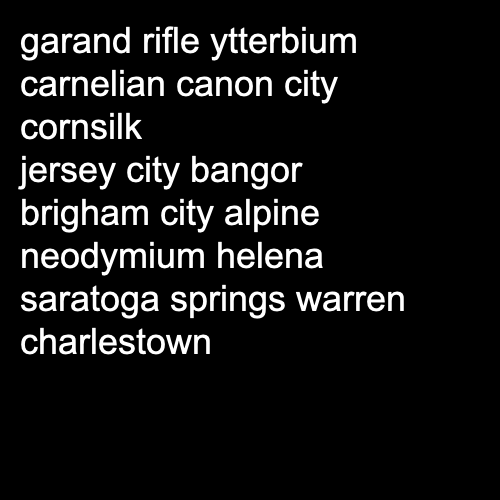 garand rifle ytterbium
carnelian canon city
cornsilk
jersey city bangor
brigham city alpine
neodymium helena
saratoga springs warren
charlestown